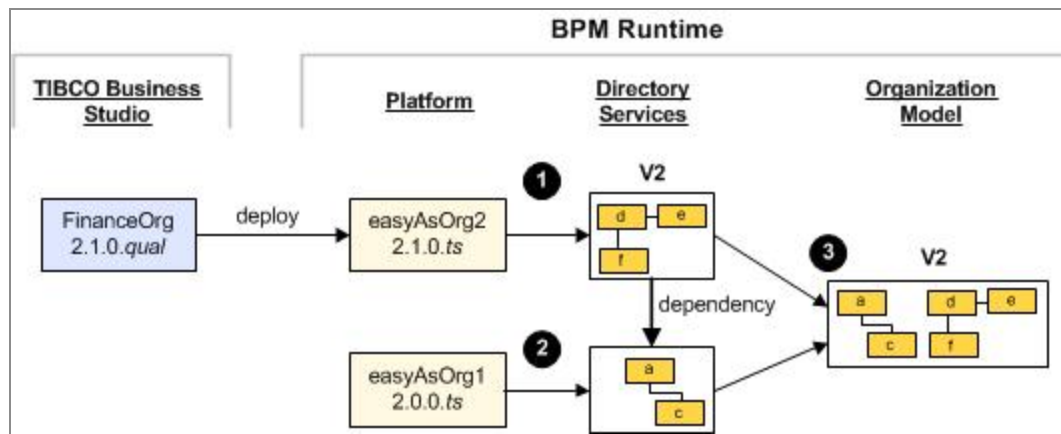 BPM Runtime
TIBCO Business
Studio
Platform
Directory
Services
Organization
Model
1
V2
3
V2
FinanceOrg
2.1.0.qual
deploy
easyAsOrg2
2.1.0.ts
d
e
f
a
d
e
c
f
dependency
2
easyAsOrg1
2.0.0.ts
a
c